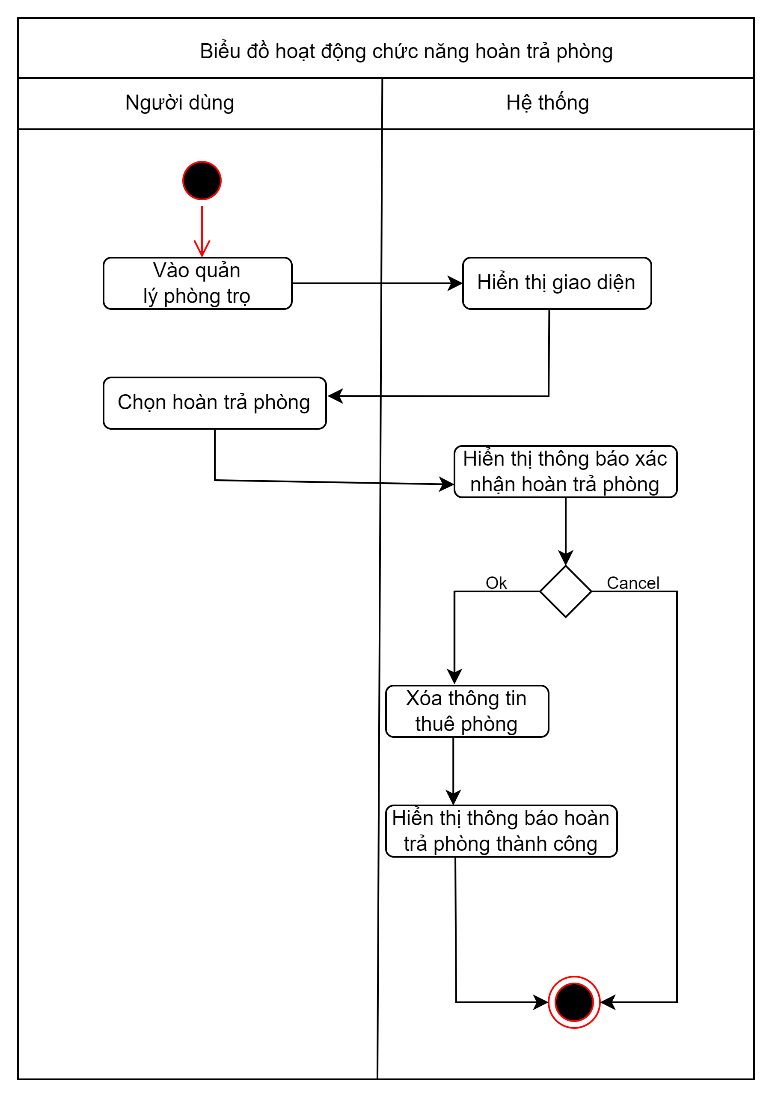 Biểu đồ hoạt động chức năng hoàn trả phòng
Người dùng
Hệ thống
Vào quản
lý phòng trọ
Hiển thị giao diện
Chọn hoàn trả phòng
Hiển thị thông báo xác
nhận hoàn trả phòng
Ok
Cancel
Xóa thông tin
thuê phòng
Hiển thị thông báo hoàn
trả phòng thành công